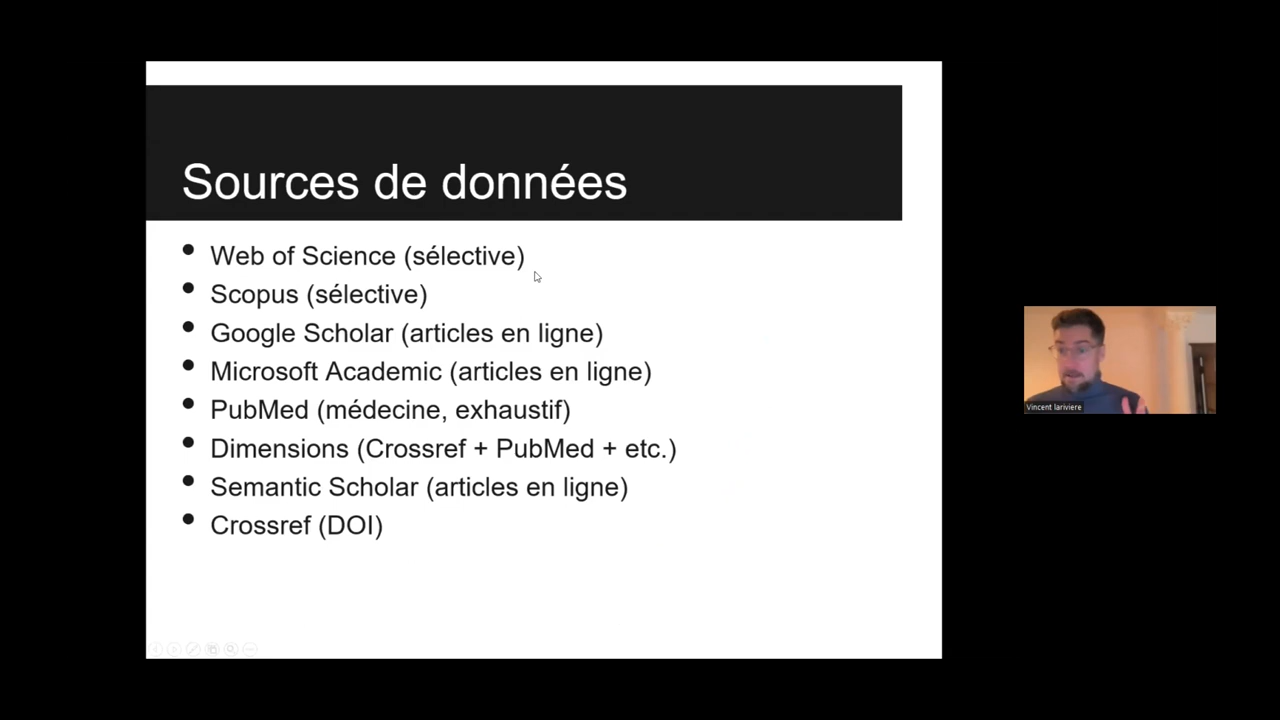 Sources de données
Web of Science (sélective)
Scopus (sélective)
Google Scholar (articles en ligne)
Microsoft Academic (articles en ligne)
PubMed (médecine, exhaustif)
Dimensions (Crossref + PubMed + etc.)
Semantic Scholar (articles en ligne)
Crossref (DOI)
Vincent lariviere